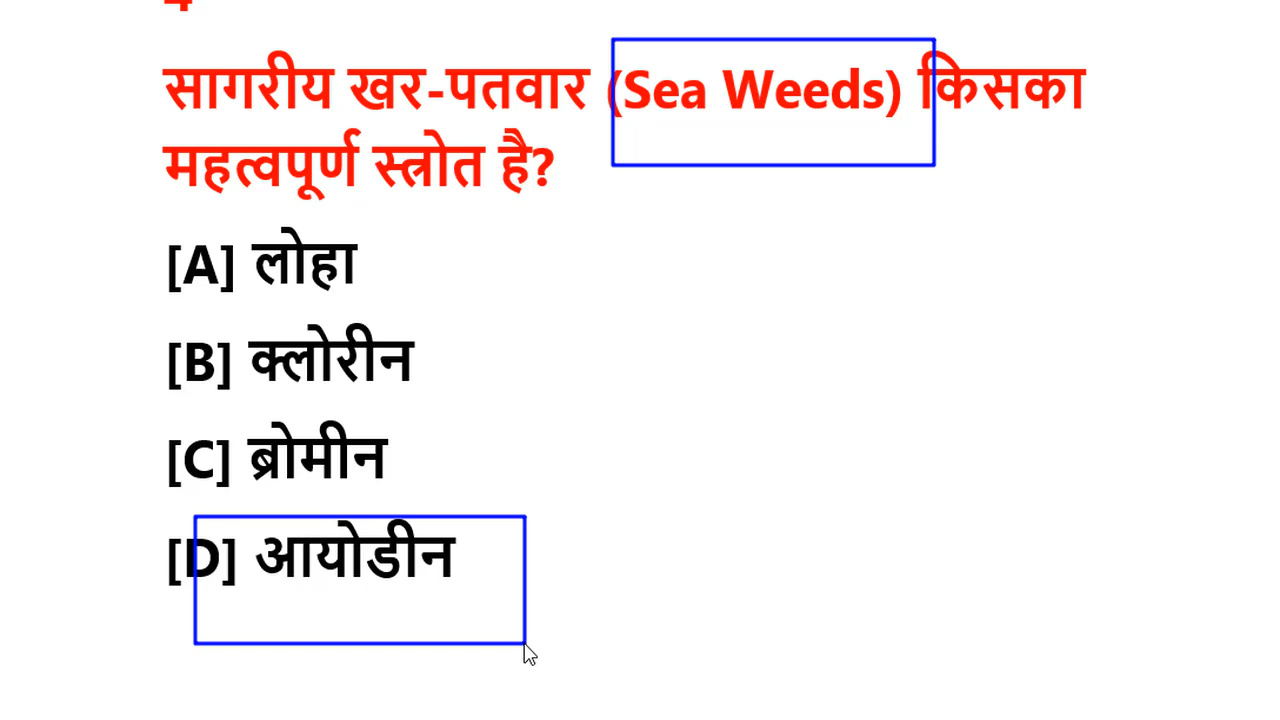 सागरीय खर-पतवार (Sea Weeds) किसका
महत्वपूर्ण स्त्रोत है?
[A] लोहा
[B] क्लोरीन
[C] ब्रोमीन
[D] आयोडीन